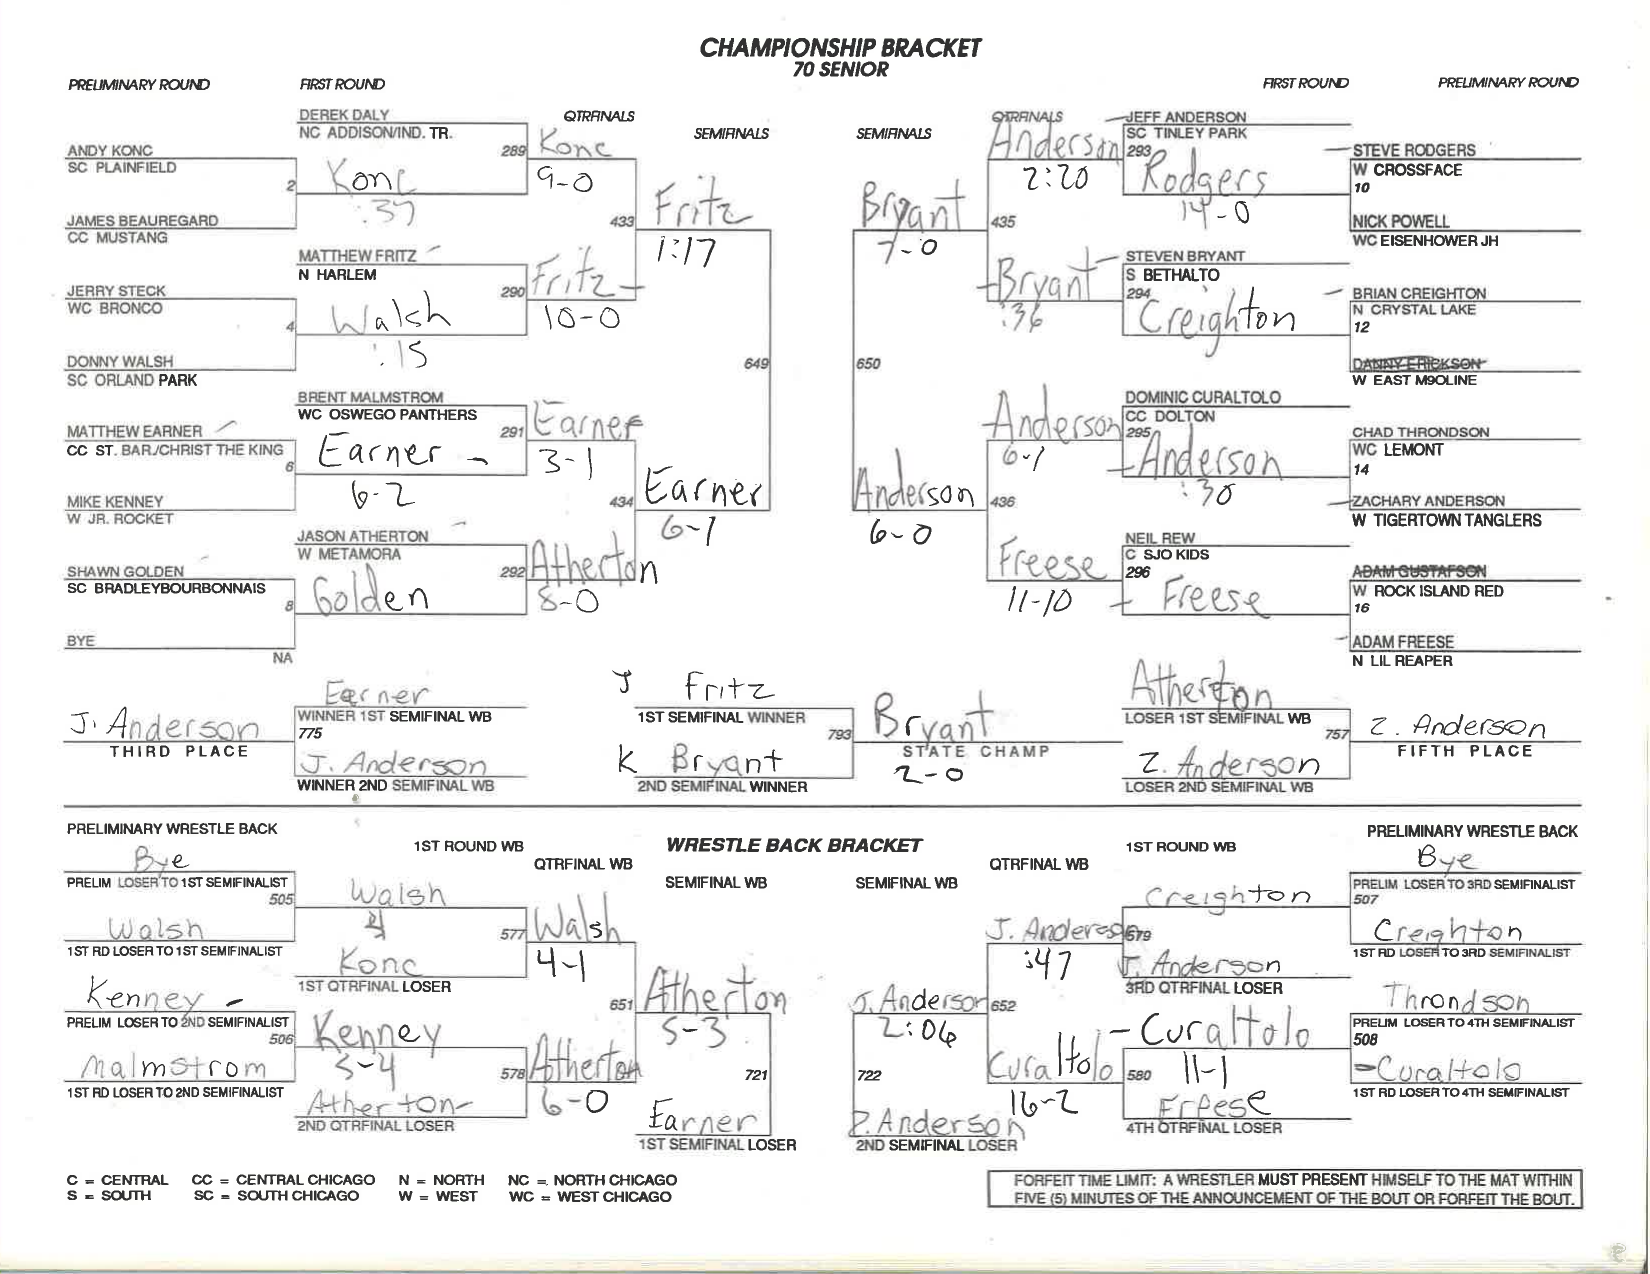 CHAMPIONSHIP BRACKET
70 SENIOR
PRELIMINARY ROUND
FIRST ROUND
QTRFINALS
SEMIFINALS
SEMIFINALS
QTRFINALS
FIRST ROUND
PRELIMINARY ROUND
ANDY KONC
SC PLAINFIELD
2
JAMES BEAUREGARD
CC MUSTANG
JERRY STECK
WC BRONCO
4
DONNY WALSH
SC ORLAND PARK
MATTHEW EARNER
CC ST. BAR./CHRIST THE KING
6
MIKE KENNEY
W JR. ROCKET
SHAWN GOLDEN
SC BRADLEYBOURBONNAIS
8
BYE
NA
DEREK DALY
NC ADDISON/IND. TR.
289
Konc
:37
MATTHEW FRITZ
N HARLEM
290
Walsh
:15
BRENT MALMSTROM
WC OSWEGO PANTHERS
291
Earner
6-2
JASON ATHERTON
W METAMORA
292
Golden
Konc
9-0
433
Fritz
10-0
Earner
3-1
434
Atherton
8-0
Fritz
1:17
649
Earner
6-1
Bryant
7-0
650
Anderson
6-0
Anderson
2:20
435
Bryant
:36
Anderson
6-1
436
Freese
11-10
JEFF ANDERSON
SC TINLEY PARK
293
Rodgers
14-0
STEVEN BRYANT
S BETHALTO
294
Creighton
DOMINIC CURALTOLO
CC DOLTON
295
Anderson
:30
NEIL REW
C SJO KIDS
296
Freese
STEVE RODGERS
W CROSSFACE
10
NICK POWELL
WC EISENHOWER JH
BRIAN CREIGHTON
N CRYSTAL LAKE
12
DANNY ERICKSON
W EAST M9OLINE
CHAD THRONDSON
WC LEMONT
14
ZACHARY ANDERSON
W TIGERTOWN TANGLERS
ADAM GUSTAFSON
W ROCK ISLAND RED
16
ADAM FREESE
N LIL REAPER
J. Anderson
THIRD PLACE
Earner
WINNER 1ST SEMIFINAL WB
775
J. Anderson
WINNER 2ND SEMIFINAL WB
J Fritz
1ST SEMIFINAL WINNER
793
K Bryant
2ND SEMIFINAL WINNER
Bryant
STATE CHAMP
2-0
Atherton
LOSER 1ST SEMIFINAL WB
757
Z. Anderson
LOSER 2ND SEMIFINAL WB
Z. Anderson
FIFTH PLACE
PRELIMINARY WRESTLE BACK
1ST ROUND WB
QTRFINAL WB
WRESTLE BACK BRACKET
SEMIFINAL WB
SEMIFINAL WB
QTRFINAL WB
1ST ROUND WB
PRELIMINARY WRESTLE BACK
Bye
PRELIM LOSER TO 1ST SEMIFINALIST
505
Walsh
1ST RD LOSER TO 1ST SEMIFINALIST
Kenney
PRELIM LOSER TO 2ND SEMIFINALIST
506
Malmstrom
1ST RD LOSER TO 2ND SEMIFINALIST
Walsh
577
Konc
1ST QTRFINAL LOSER
Kenney
5-4
578
Atherton
2ND QTRFINAL LOSER
Walsh
4-1
651
Atherton
6-0
Atherton
5-3
721
Earner
1ST SEMIFINAL LOSER
J. Anderson
2:06
722
Z. Anderson
2ND SEMIFINAL LOSER
J. Anderson
:47
652
Curaltolo
16-2
Creighton
579
J. Anderson
3RD QTRFINAL LOSER
Curaltolo
11-1
580
Freese
4TH QTRFINAL LOSER
Bye
PRELIM LOSER TO 3RD SEMIFINALIST
507
Creighton
1ST RD LOSER TO 3RD SEMIFINALIST
Throndson
PRELIM LOSER TO 4TH SEMIFINALIST
508
Curaltolo
1ST RD LOSER TO 4TH SEMIFINALIST
C = CENTRAL CC = CENTRAL CHICAGO N = NORTH NC = NORTH CHICAGO
S = SOUTH SC = SOUTH CHICAGO W = WEST WC = WEST CHICAGO
FORFEIT TIME LIMIT: A WRESTLER MUST PRESENT HIMSELF TO THE MAT WITHIN
FIVE (5) MINUTES OF THE ANNOUNCEMENT OF THE BOUT OR FORFEIT THE BOUT.